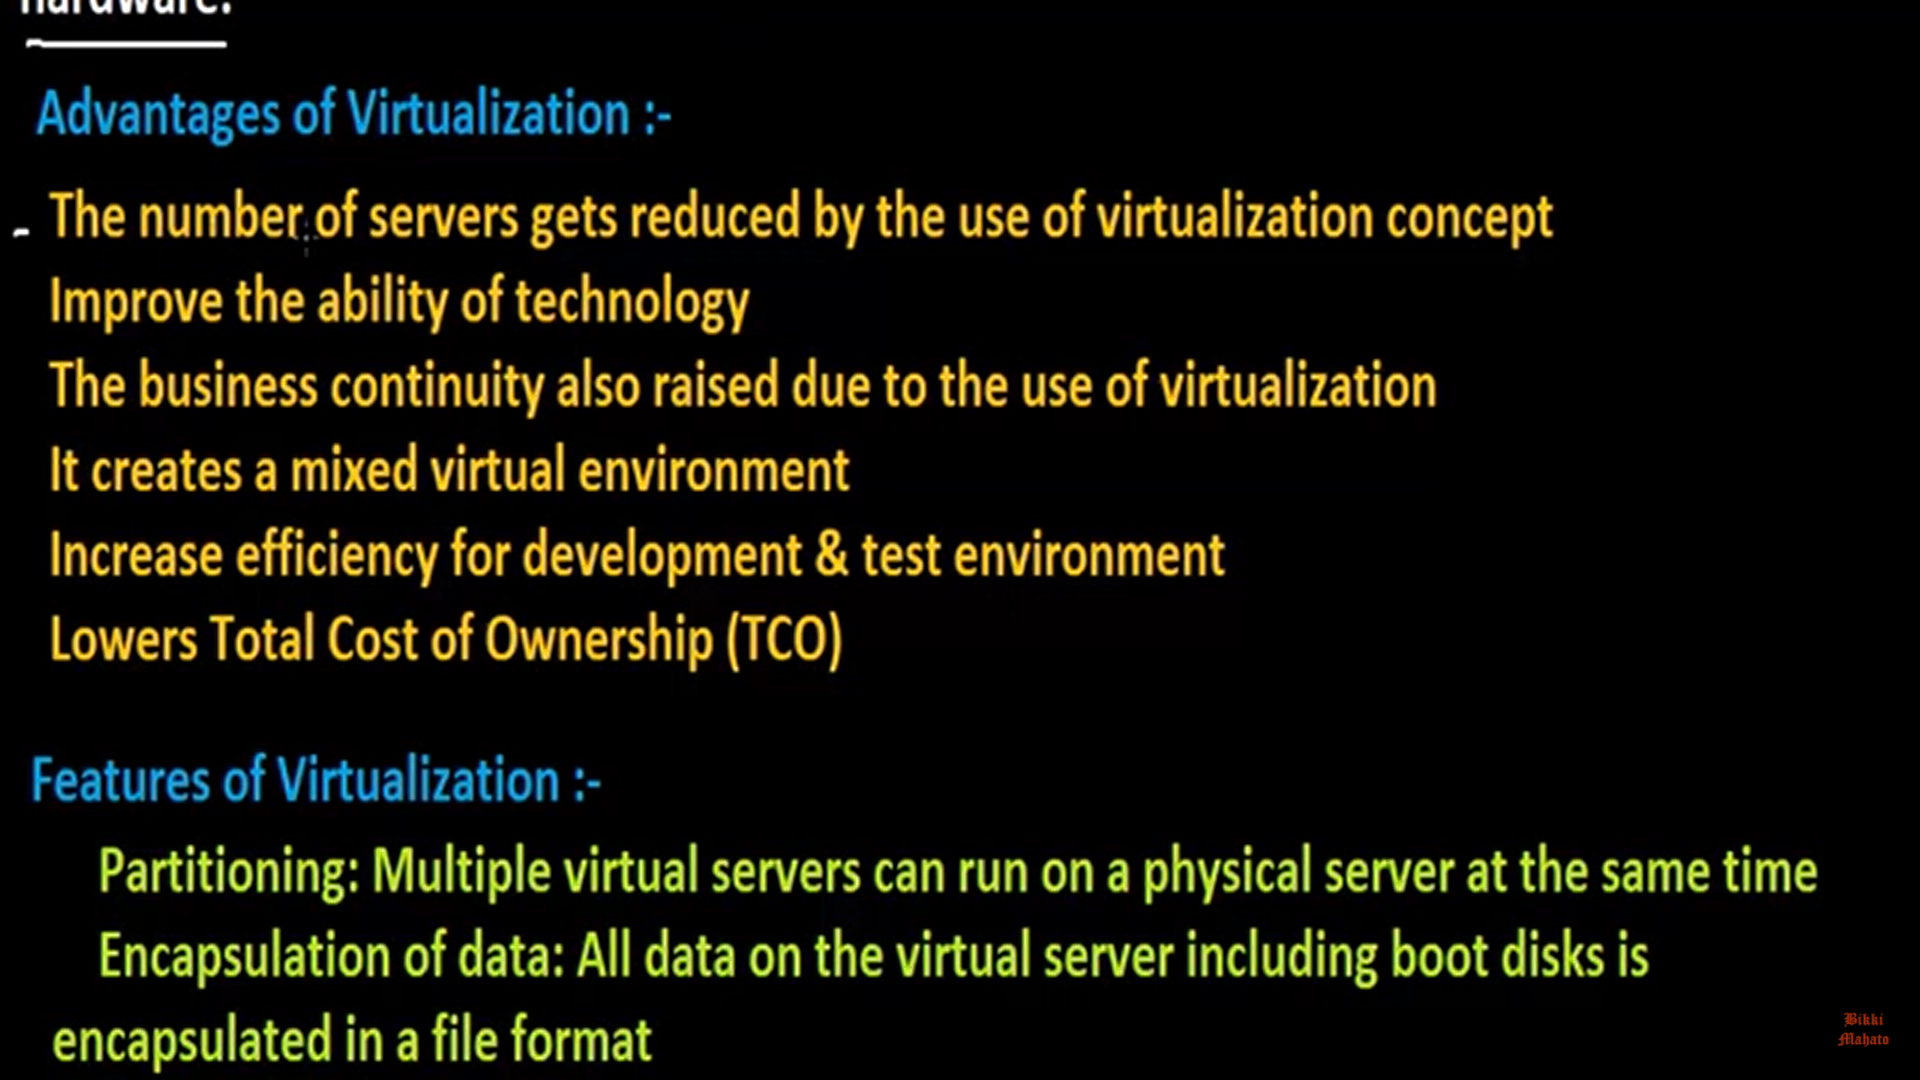 hardware.
Advantages of Virtualization :-
- The number of servers gets reduced by the use of virtualization concept
Improve the ability of technology
The business continuity also raised due to the use of virtualization
It creates a mixed virtual environment
Increase efficiency for development & test environment
Lowers Total Cost of Ownership (TCO)
Features of Virtualization :-
Partitioning: Multiple virtual servers can run on a physical server at the same time
Encapsulation of data: All data on the virtual server including boot disks is
encapsulated in a file format
Bikki
Mahato